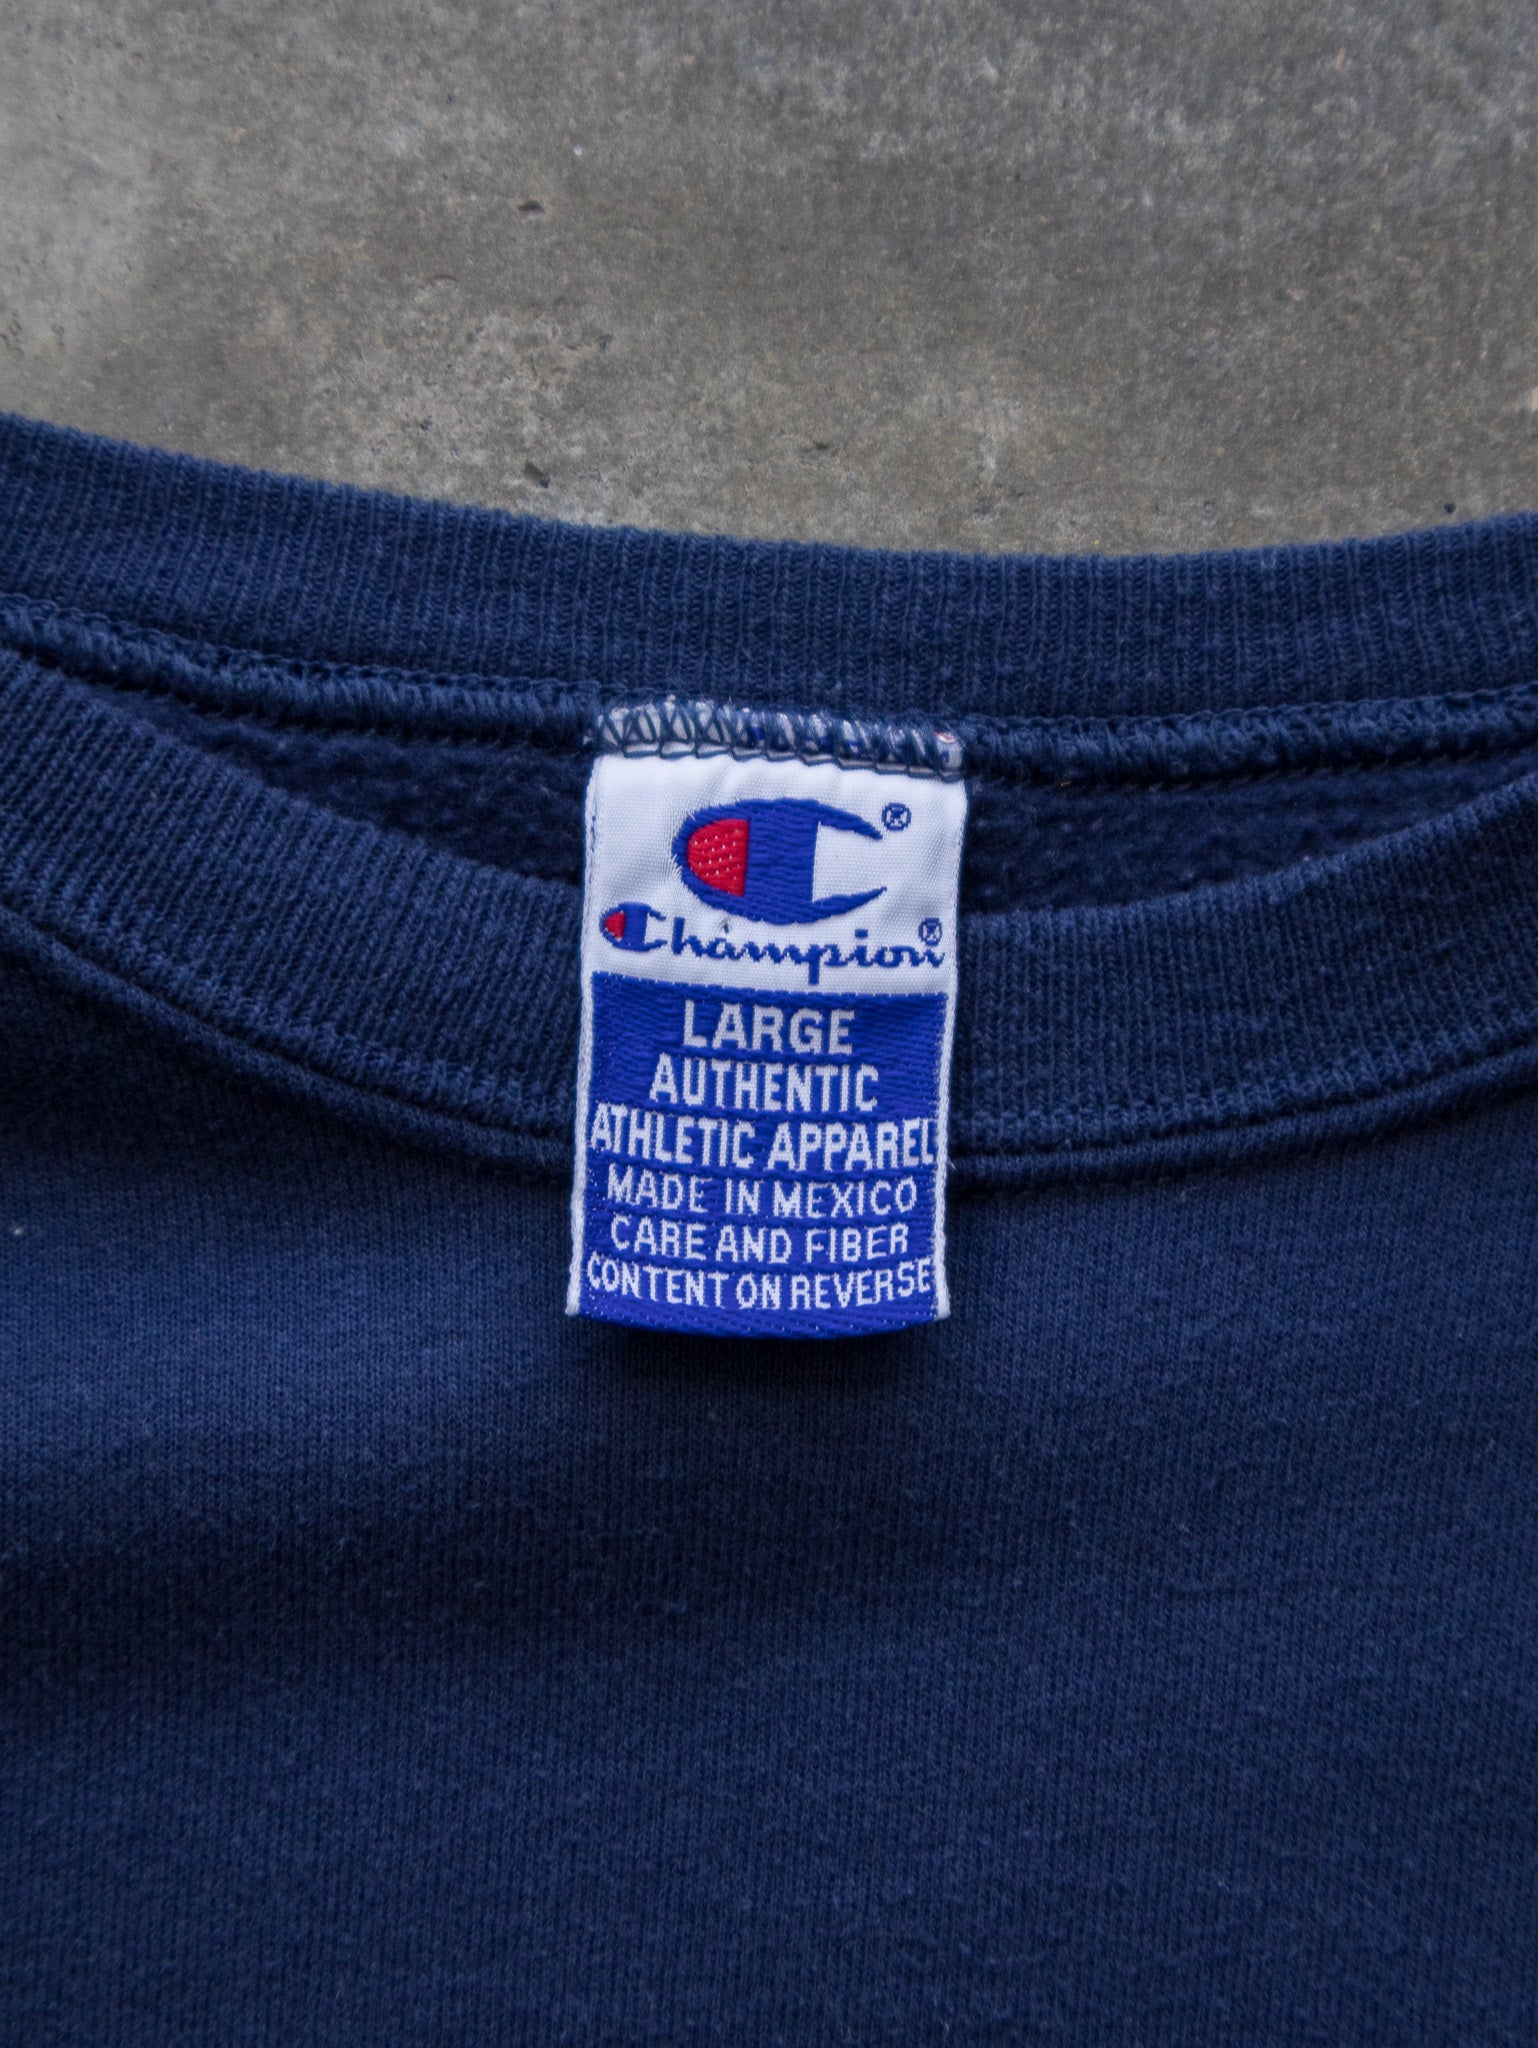 Champion
LARGE
AUTHENTIC
ATHLETIC APPAREL
MADE IN MEXICO
CARE AND FIBER
CONTENT ON REVERSE